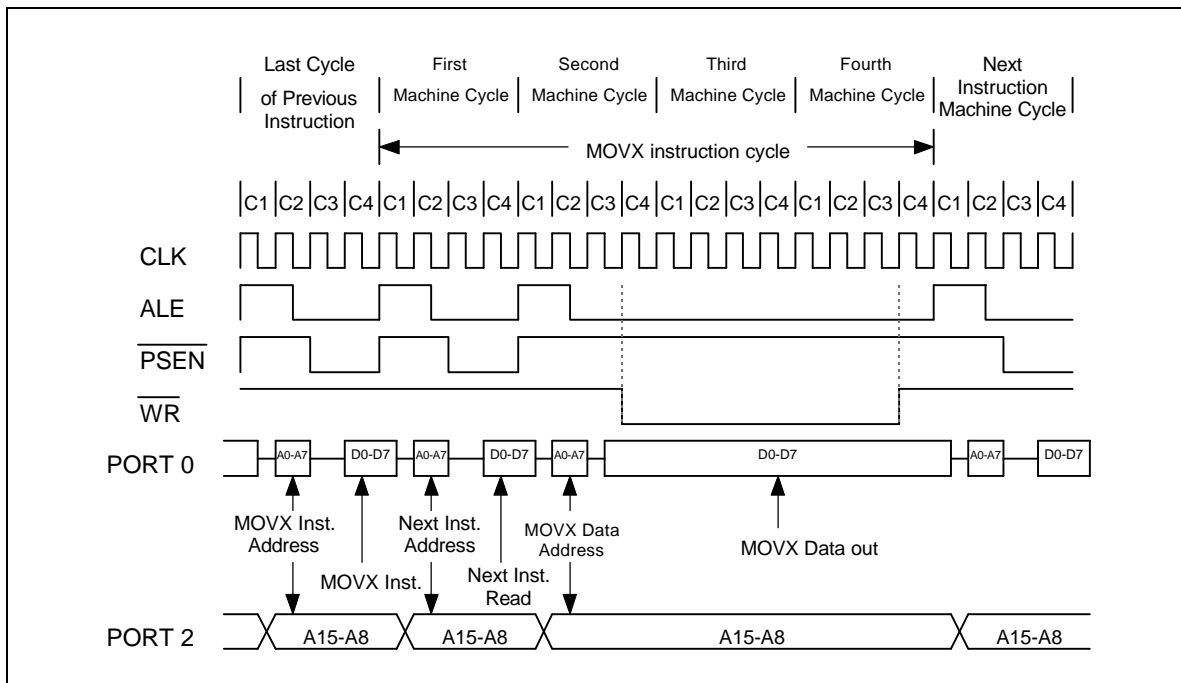 Last Cycle
of Previous
Instruction
First
Machine Cycle
Second
Machine Cycle
Third
Machine Cycle
Fourth
Machine Cycle
Next
Instruction
Machine Cycle
MOVX instruction cycle
C1 C2 C3 C4 C1 C2 C3 C4 C1 C2 C3 C4 C1 C2 C3 C4 C1 C2 C3 C4 C1 C2 C3 C4
CLK
ALE
PSEN
WR
PORT 0
A0-A7 D0-D7 A0-A7 D0-D7 A0-A7 D0-D7 A0-A7 D0-D7
MOVX Inst.
Address
MOVX Inst.
Next Inst.
Address
Next Inst.
Read
MOVX Data
Address
MOVX Data out
PORT 2
A15-A8 A15-A8 A15-A8 A15-A8